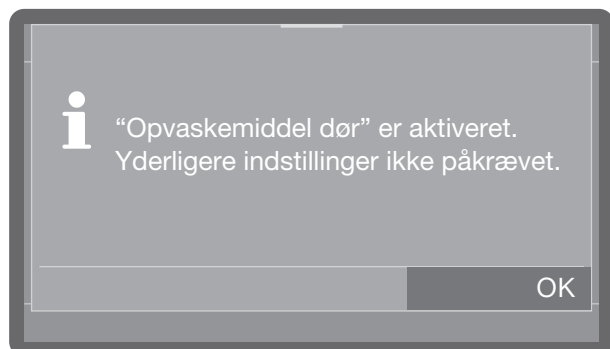 “Opvaskemiddel dør” er aktiveret.
Yderligere indstillinger ikke påkrævet.
OK